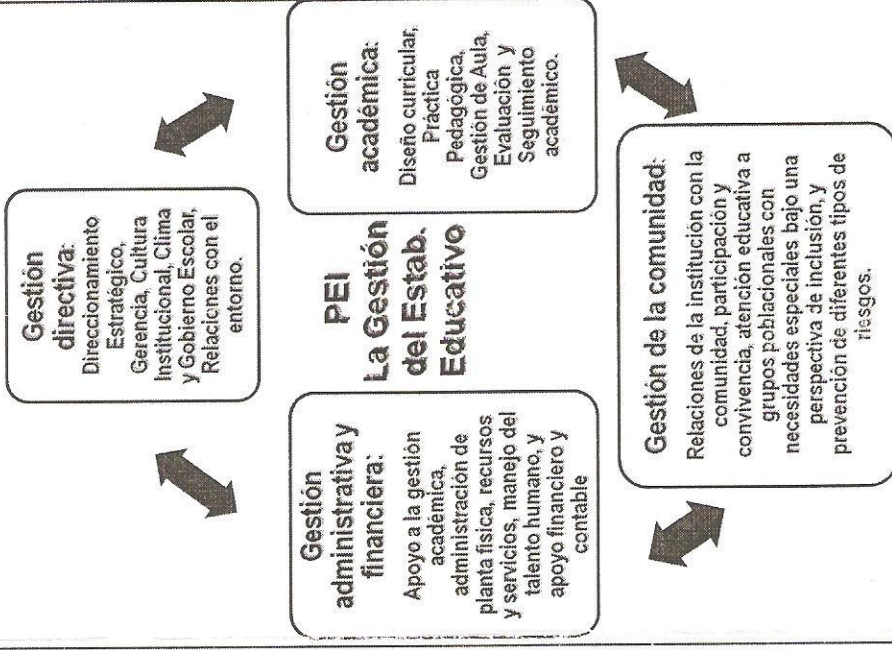 Gestión
directiva:
Direccionamiento
Estratégico,
Gerencia, Cultura
Institucional, Clima
y Gobierno Escolar,
Relaciones con el
entorno.
Gestión
administrativa y
financiera:
Apoyo a la gestión
académica,
administración de
planta física, recursos
y servicios, manejo del
talento humano, y
apoyo financiero y
contable
PEI
La Gestión
del Estab.
Educativo
Gestión
académica:
Diseño curricular,
Práctica
Pedagógica,
Gestión de Aula,
Evaluación y
Seguimiento
académico.
Gestión de la comunidad:
Relaciones de la institución con la
comunidad, participación y
convivencia, atención educativa a
grupos poblacionales con
necesidades especiales bajo una
perspectiva de inclusión, y
prevención de diferentes tipos de
riesgos.